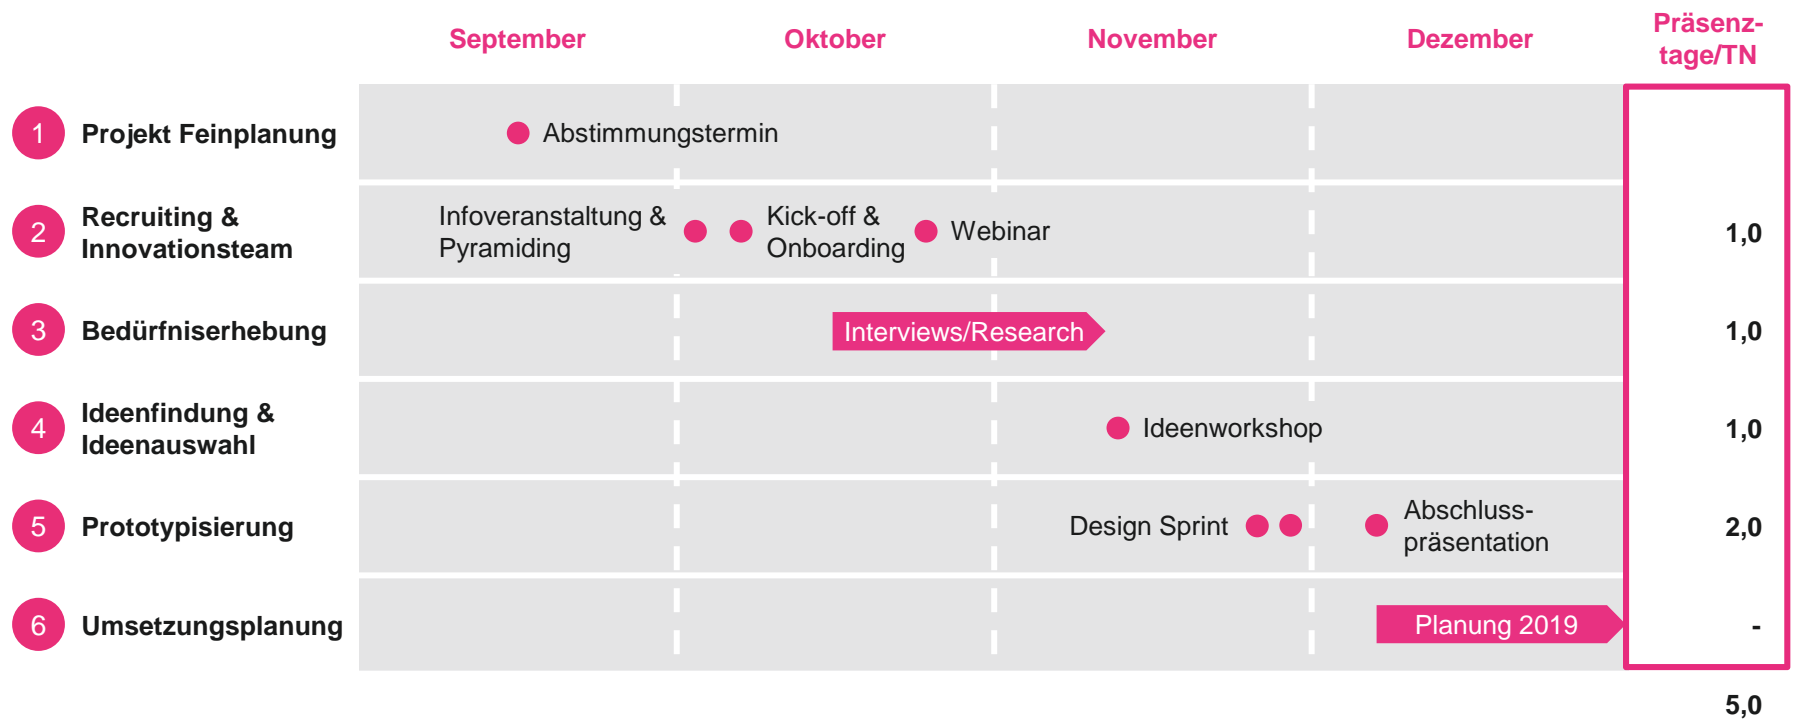 September
Oktober
November
Dezember
Präsenz-
tage/TN
1
Projekt Feinplanung
Abstimmungstermin
2
Recruiting &
Innovationsteam
Infoveranstaltung &
Pyramiding
Kick-off &
Onboarding
Webinar
1,0
3
Bedürfniserhebung
Interviews/Research
1,0
4
Ideenfindung &
Ideenauswahl
Ideenworkshop
1,0
5
Prototypisierung
Design Sprint
Abschluss-
präsentation
2,0
6
Umsetzungsplanung
Planung 2019
-
5,0